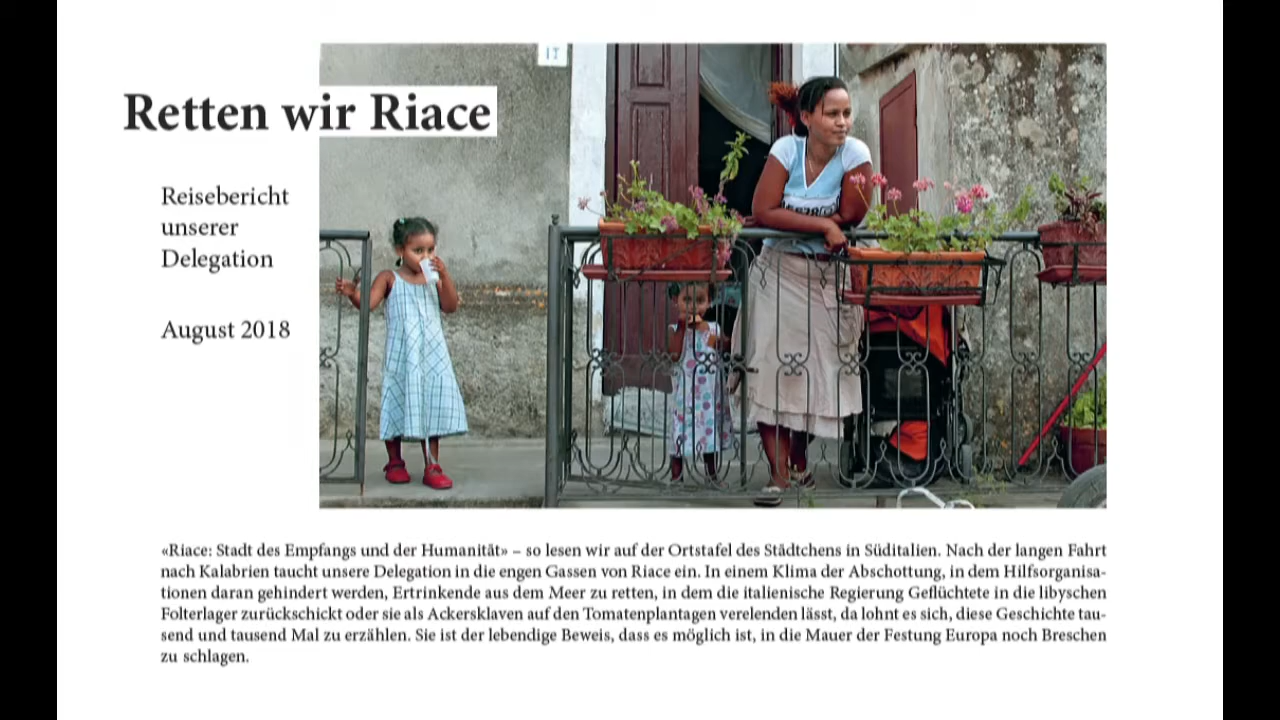 17
Retten wir Riace
Reisebericht
unserer
Delegation
August 2018
«Riace: Stadt des Empfangs und der Humanität» – so lesen wir auf der Ortstafel des Städtchens in Süditalien. Nach der langen Fahrt
nach Kalabrien taucht unsere Delegation in die engen Gassen von Riace ein. In einem Klima der Abschottung, in dem Hilfsorganisa-
tionen daran gehindert werden, Ertrinkende aus dem Meer zu retten, in dem die italienische Regierung Geflüchtete in die libyschen
Folterlager zurückschickt oder sie als Ackersklaven auf den Tomatenplantagen verelenden lässt, da lohnt es sich, diese Geschichte tau-
send und tausend Mal zu erzählen. Sie ist der lebendige Beweis, dass es möglich ist, in die Mauer der Festung Europa noch Breschen
zu schlagen.